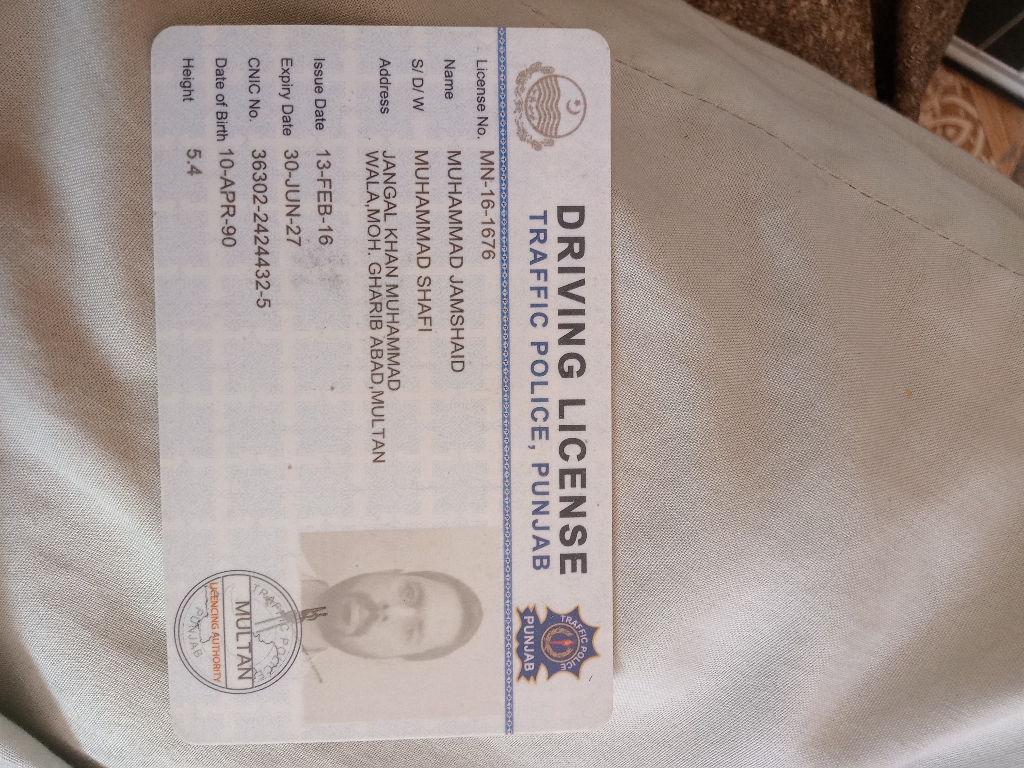 DRIVING LICENSE
TRAFFIC POLICE, PUNJAB
TRAFFIC POLICE
PUNJAB
License No. MN-16-1676
Name MUHAMMAD JAMSHAID
S/ D/ W MUHAMMAD SHAFI
Address JANGAL KHAN MUHAMMAD
WALA,MOH. GHARIB ABAD,MULTAN
Issue Date 13-FEB-16
Expiry Date 30-JUN-27
CNIC No. 36302-2424432-5
Date of Birth 10-APR-90
Height 5.4
TRAFFIC POLICE
MULTAN
LICENCING AUTHORITY
PUNJAB